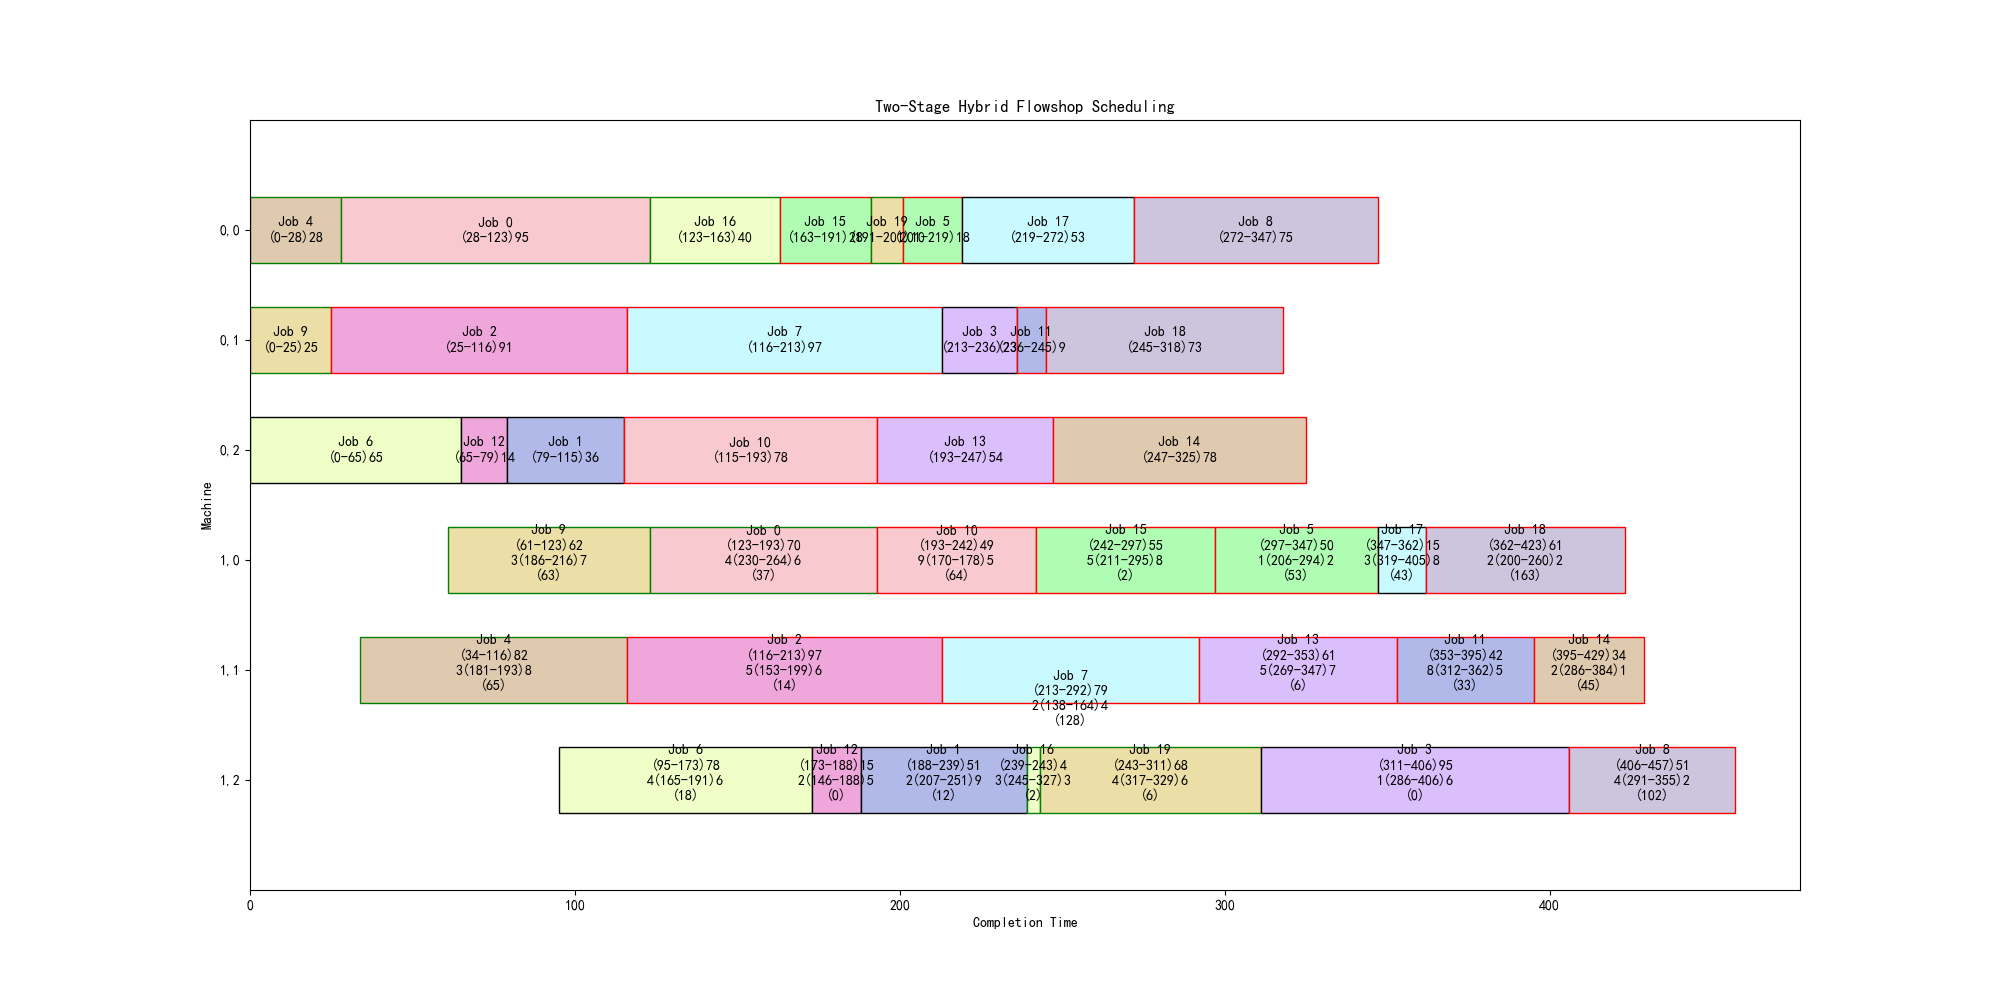 Two-Stage Hybrid Flowshop Scheduling
0,0
Job 4
(0-28)28
Job 0
(28-123)95
Job 16
(123-163)40
Job 15
(163-191)28
Job 19
(191-201)10
Job 5
(201-219)18
Job 17
(219-272)53
Job 8
(272-347)75
0,1
Job 9
(0-25)25
Job 2
(25-116)91
Job 7
(116-213)97
Job 3
(213-236)23
Job 11
(236-245)9
Job 18
(245-318)73
0,2
Job 6
(0-65)65
Job 12
(65-79)14
Job 1
(79-115)36
Job 10
(115-193)78
Job 13
(193-247)54
Job 14
(247-325)78
1,0
Job 9
(61-123)62
3(186-216)7
(63)
Job 0
(123-193)70
4(230-264)6
(37)
Job 10
(193-242)49
9(170-178)5
(64)
Job 15
(242-297)55
5(211-295)8
(2)
Job 5
(297-347)50
1(206-294)2
(53)
Job 17
(347-362)15
3(319-405)8
(43)
Job 18
(362-423)61
2(200-260)2
(163)
1,1
Job 4
(34-116)82
3(181-193)8
(65)
Job 2
(116-213)97
5(153-199)6
(14)
Job 7
(213-292)79
2(138-164)4
(128)
Job 13
(292-353)61
5(269-347)7
(6)
Job 11
(353-395)42
8(312-362)5
(33)
Job 14
(395-429)34
2(286-384)1
(45)
1,2
Job 6
(95-173)78
4(165-191)6
(18)
Job 12
(173-188)15
2(146-188)5
(0)
Job 1
(188-239)51
2(207-251)9
(12)
Job 16
(239-243)4
3(245-327)3
(2)
Job 19
(243-311)68
4(317-329)6
(6)
Job 3
(311-406)95
1(286-406)6
(0)
Job 8
(406-457)51
4(291-355)2
(102)
Machine
0
100
200
300
400
Completion Time